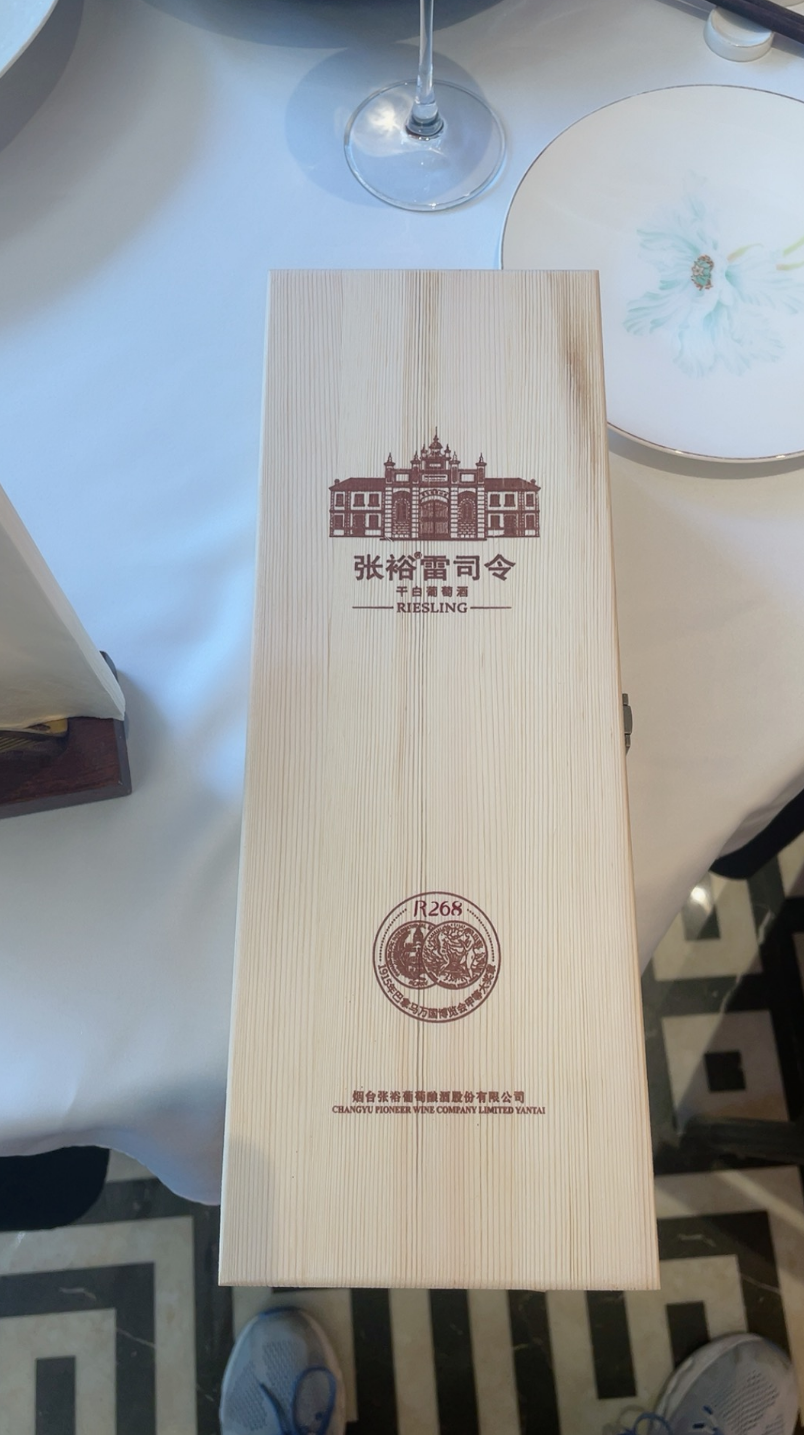 张裕®雷司令
干白葡萄酒
RIESLING
R268
1915年巴拿马万国博览会甲等大奖章
烟台张裕葡萄酿酒股份有限公司
CHANGYU PIONEER WINE COMPANY LIMITED YANTAI